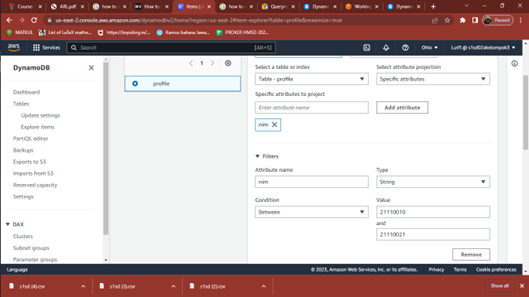 Course
ARL.pdf
how to
How to
Items |
how to
Query
Dynam
Workin
Dynam
us-east-2.console.aws.amazon.com/dynamodbv2/home?region=us-east-2#item-explorer?table=profile&maximize=true
Paused
MATKUL
List of LaTeX mathe...
https://kopeling.in/...
Kamus bahasa Jawa...
PROKER HMSD 202...
aws
Services
Search
[Alt+S]
Ohio
DynamoDB
Dashboard
Tables
Update settings
Explore items
PartiQL editor
Backups
Exports to S3
Imports from S3
Reserved capacity
Settings
DAX
Clusters
Subnet groups
Parameter groups
1
profile
Select a table or index
Table - profile
Select attribute projection
Specific attributes
Specific attributes to project
Enter attribute name
Add attribute
nim
Filters
Attribute name
nim
Type
String
Condition
Between
Value
21110010
and
21110021
Remove
Language
© 2023, Amazon Web Services, Inc. or its affiliates.
Privacy
Terms
Cookie preferences
s1sd (4).csv
s1sd (3).csv
s1sd (2).csv
Show all